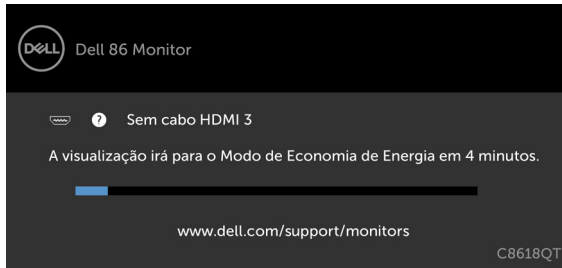 DELL Dell 86 Monitor
? Sem cabo HDMI 3
A visualização irá para o Modo de Economia de Energia em 4 minutos.
www.dell.com/support/monitors
C8618QT